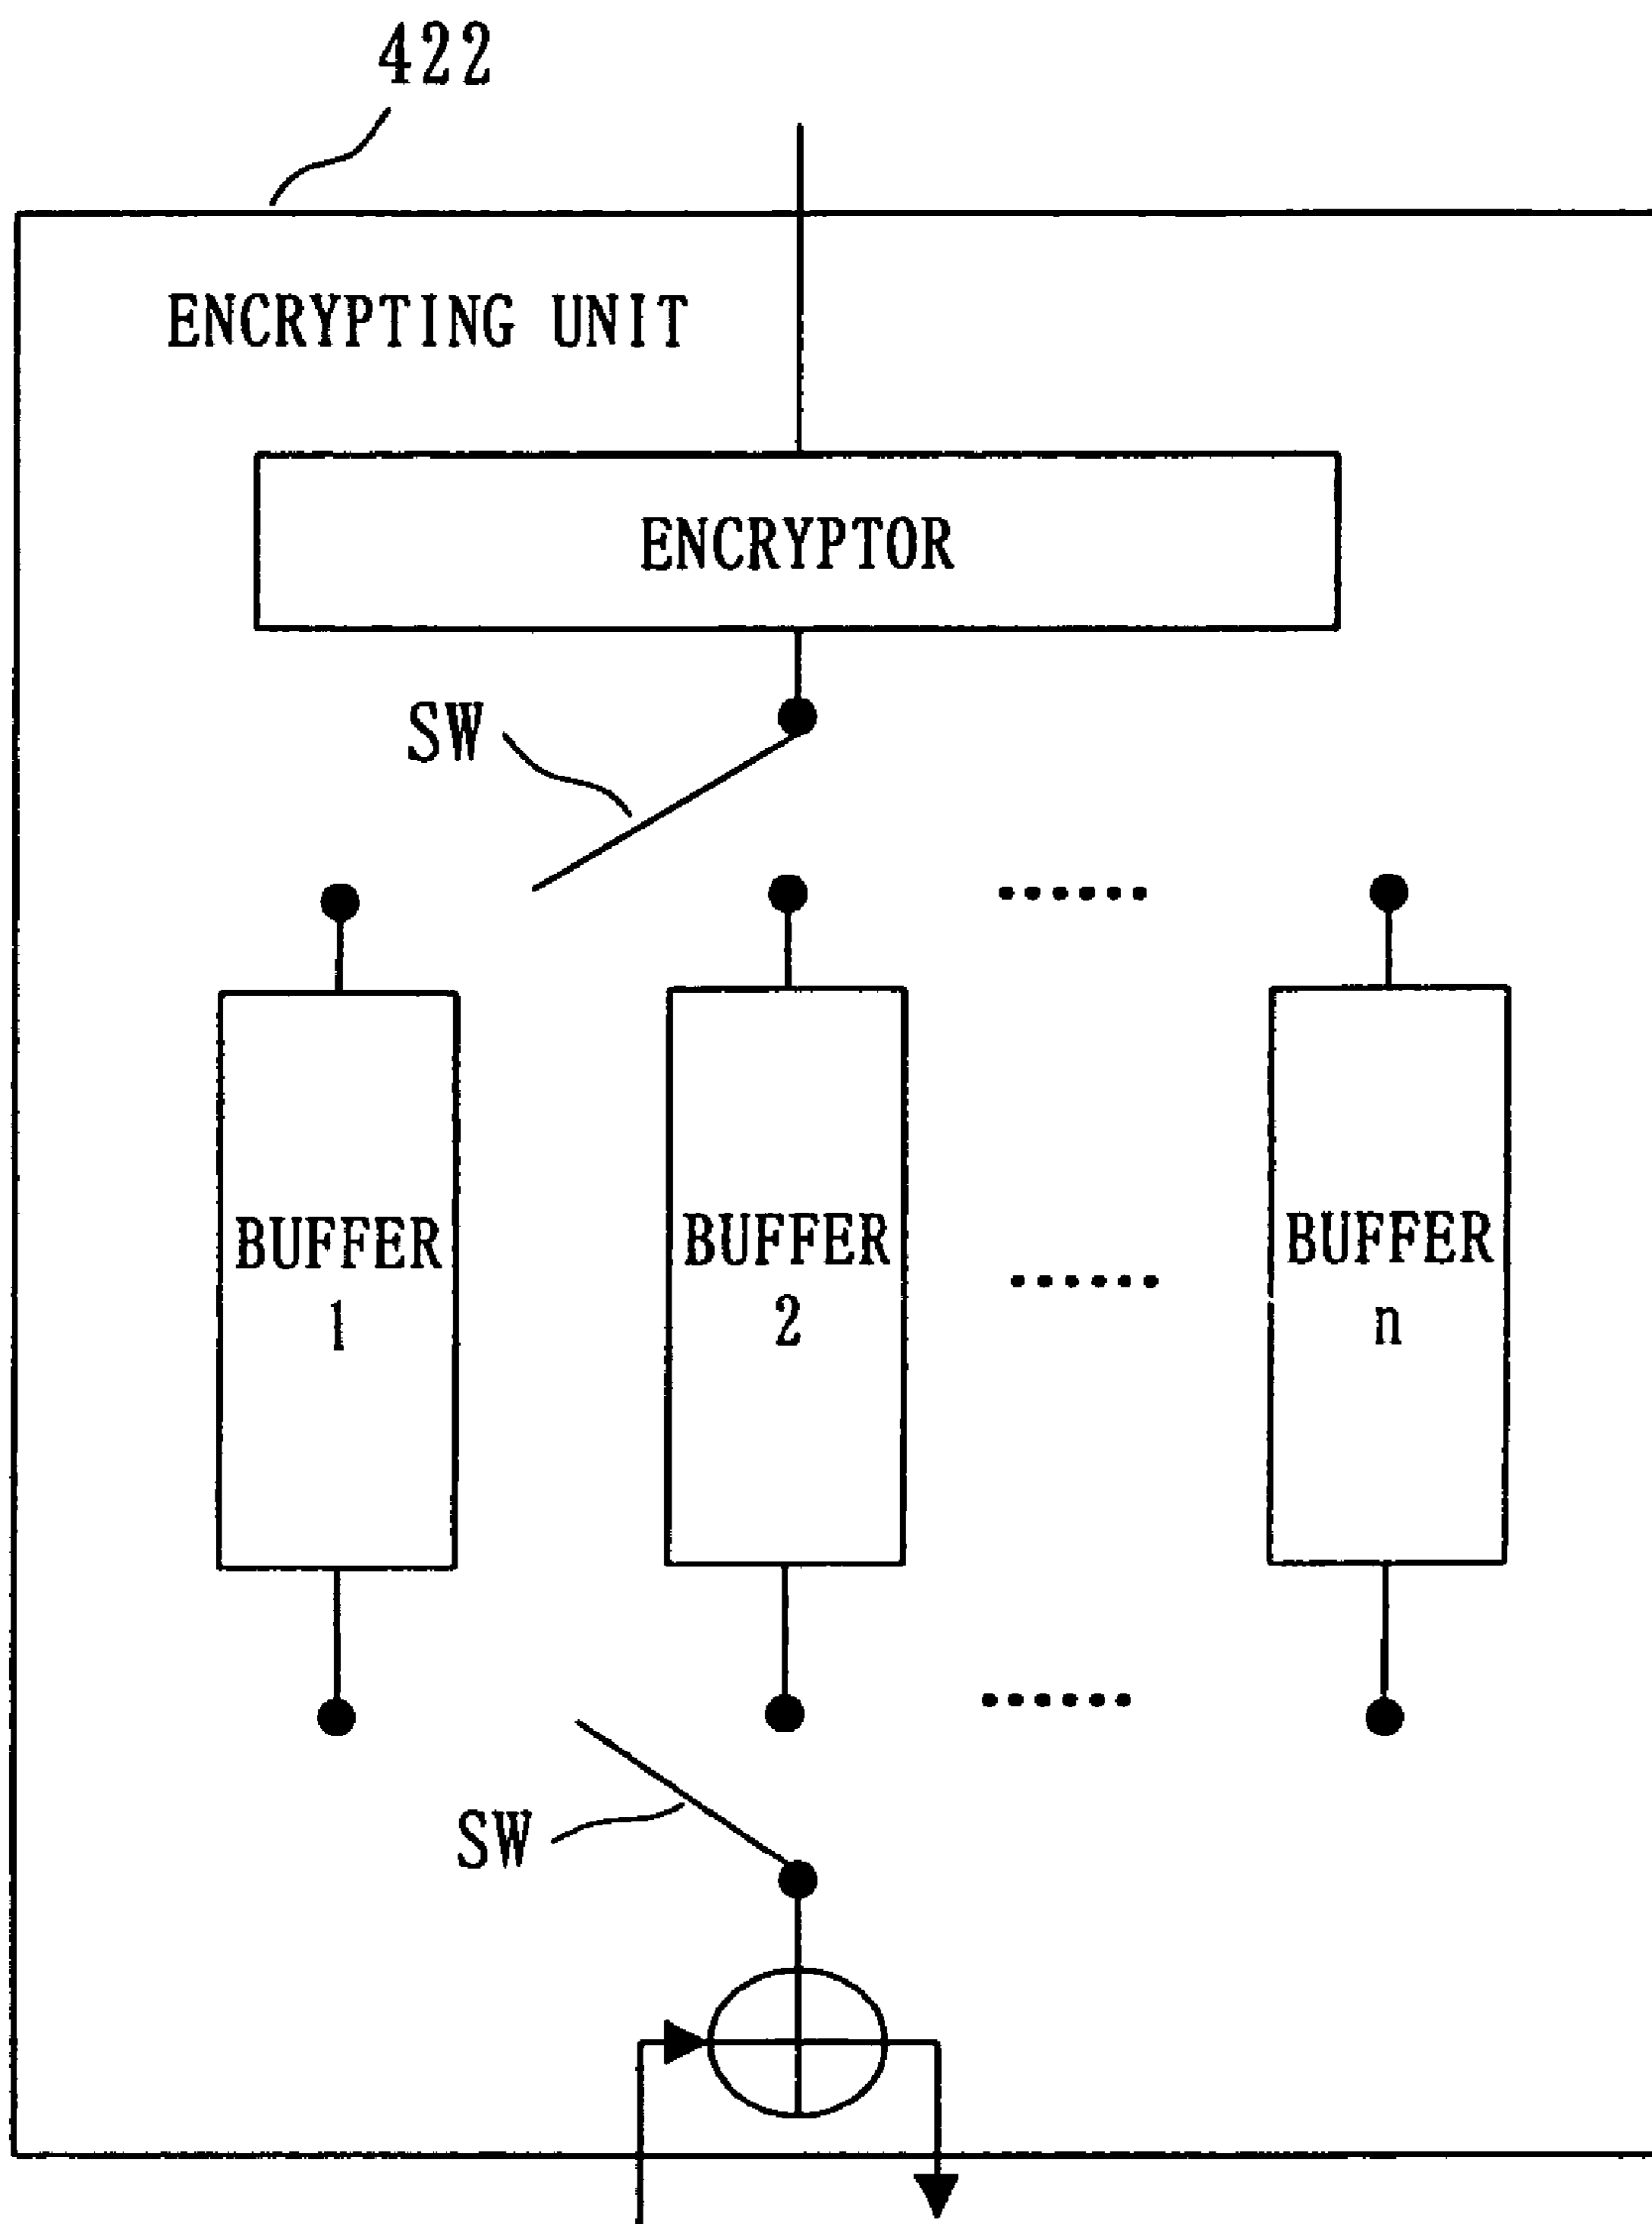 422
ENCRYPTING UNIT
ENCRYPTOR
SW
......
BUFFER
1
BUFFER
2
......
BUFFER
n
......
SW